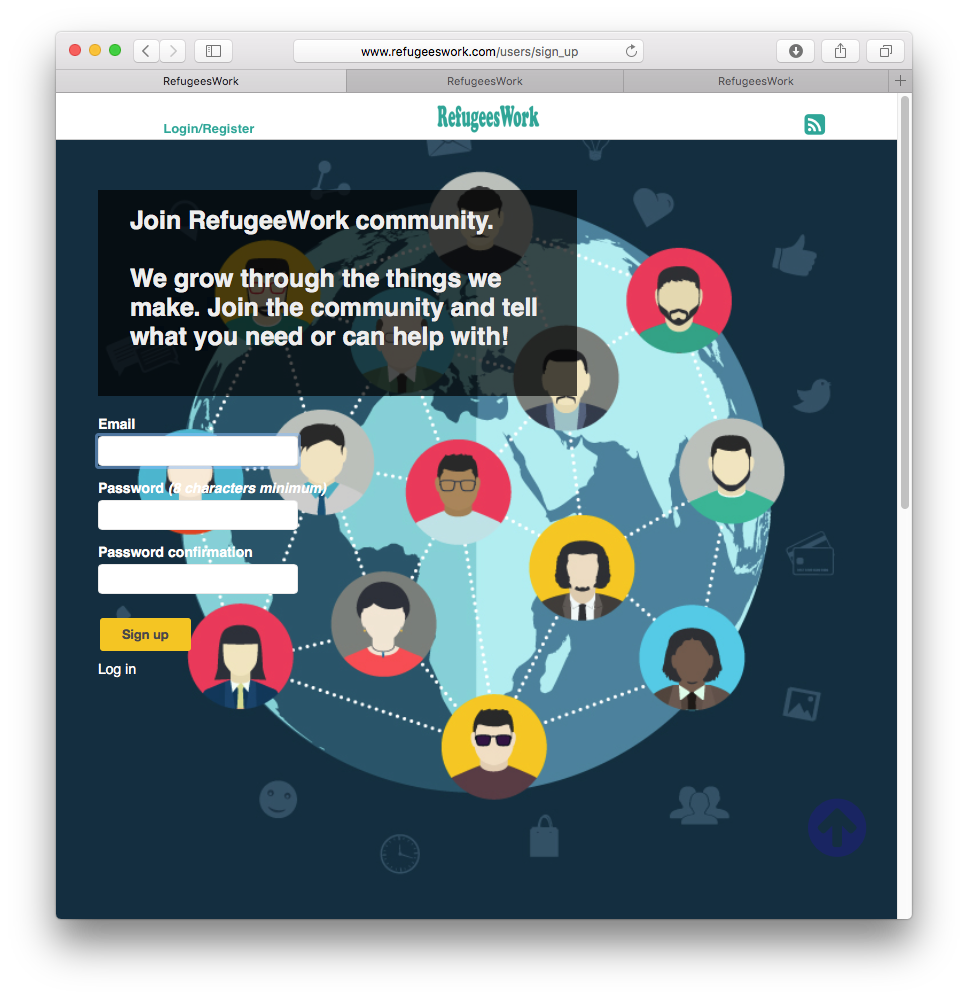 www.refugeeswork.com/users/sign_up
RefugeesWork RefugeesWork RefugeesWork
Login/Register RefugeesWork
Join RefugeeWork community.
We grow through the things we
make. Join the community and tell
what you need or can help with!
Email
Password (8 characters minimum)
Password confirmation
Sign up
Log in